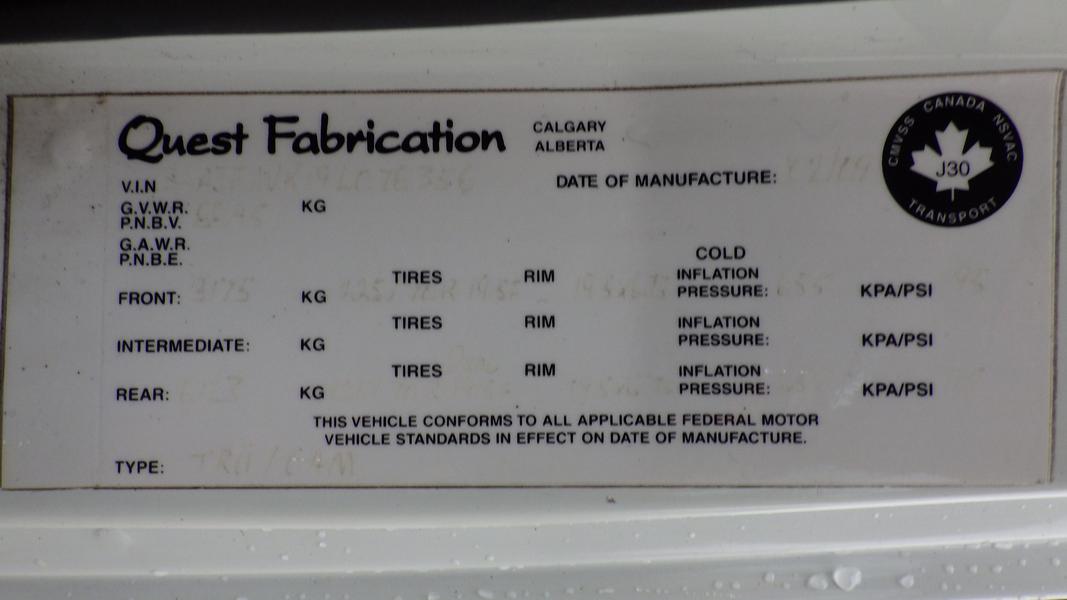 Quest Fabrication
CALGARY
ALBERTA
CMVSS CANADA NSVAC
J30
TRANSPORT
V.I.N
DATE OF MANUFACTURE:
G.V.W.R. KG
P.N.B.V.
G.A.W.R.
P.N.B.E.
COLD
TIRES RIM INFLATION
FRONT: 3175 KG PRESSURE: KPA/PSI
TIRES RIM INFLATION
INTERMEDIATE: KG PRESSURE: KPA/PSI
TIRES RIM INFLATION
REAR: KG PRESSURE: KPA/PSI
THIS VEHICLE CONFORMS TO ALL APPLICABLE FEDERAL MOTOR
VEHICLE STANDARDS IN EFFECT ON DATE OF MANUFACTURE.
TYPE: